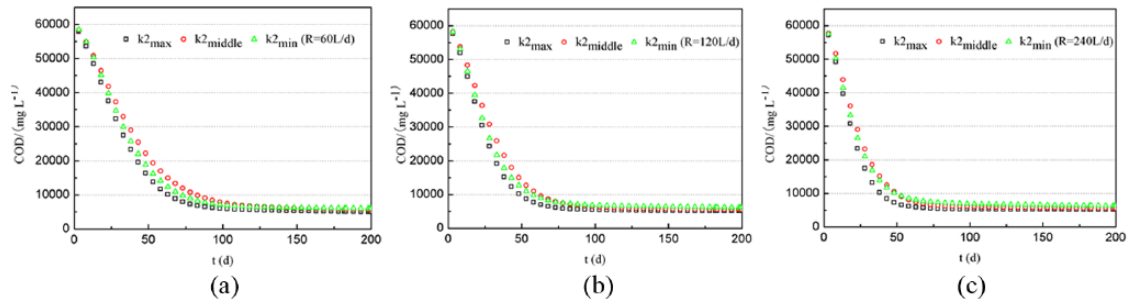 60000
50000
40000
30000
20000
10000
0
COD/(mg L-1)
k2max k2middle k2min (R=60L/d)
0 50 100 150 200
t (d)
(a)
60000
50000
40000
30000
20000
10000
0
COD/(mg L-1)
k2max k2middle k2min (R=120L/d)
0 50 100 150 200
t (d)
(b)
60000
50000
40000
30000
20000
10000
0
COD/(mg L-1)
k2max k2middle k2min (R=240L/d)
0 50 100 150 200
t (d)
(c)